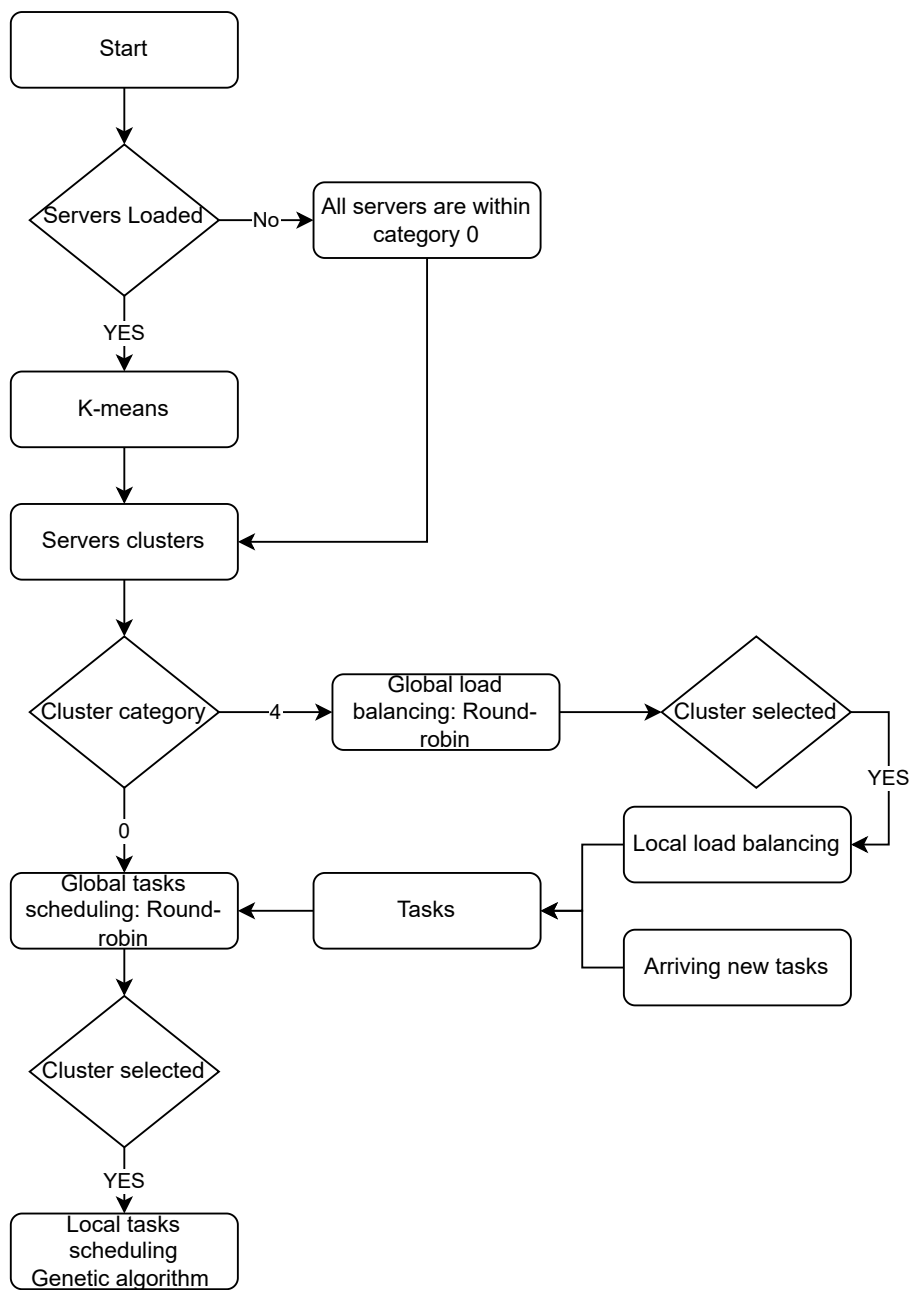 Start
Servers Loaded
No
All servers are within
category 0
YES
K-means
Servers clusters
Cluster category
4
Global load
balancing: Round-
robin
Cluster selected
YES
0
Local load balancing
Global tasks
scheduling: Round-
robin
Tasks
Arriving new tasks
Cluster selected
YES
Local tasks
scheduling
Genetic algorithm